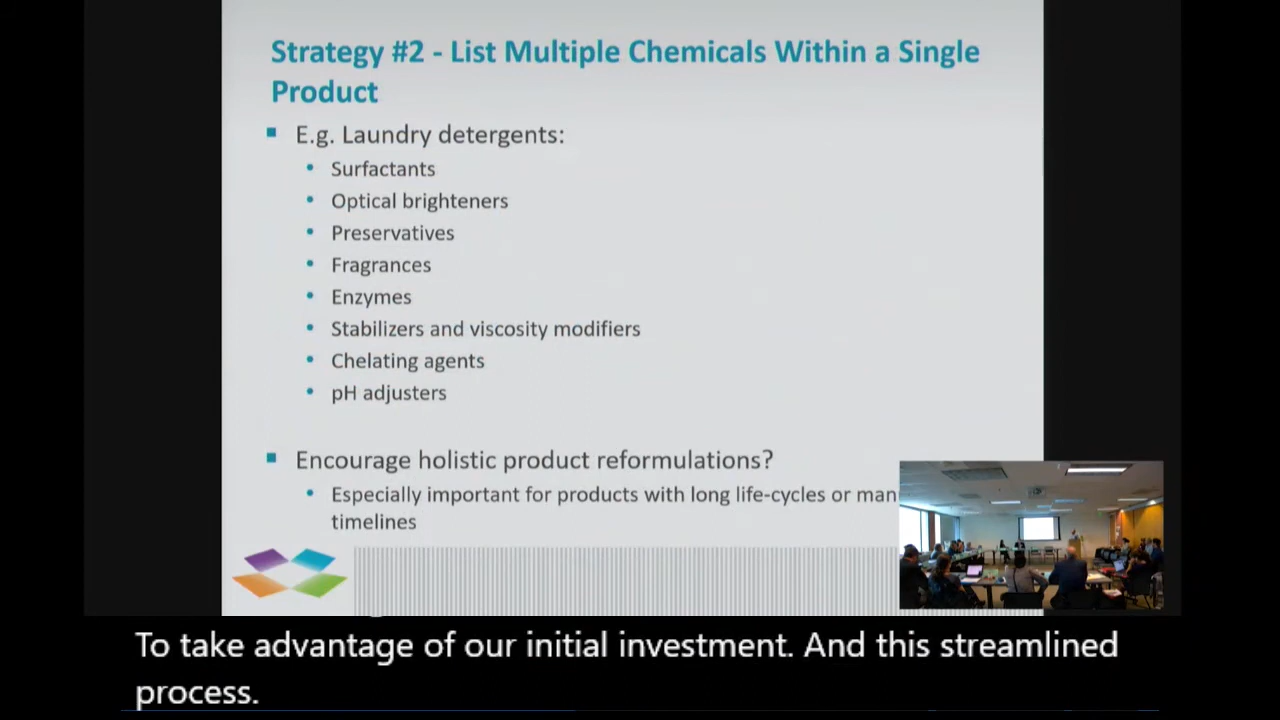 Strategy #2 - List Multiple Chemicals Within a Single
Product
E.g. Laundry detergents:
Surfactants
Optical brighteners
Preservatives
Fragrances
Enzymes
Stabilizers and viscosity modifiers
Chelating agents
pH adjusters
Encourage holistic product reformulations?
Especially important for products with long life-cycles or
timelines
To take advantage of our initial investment. And this streamlined
process.